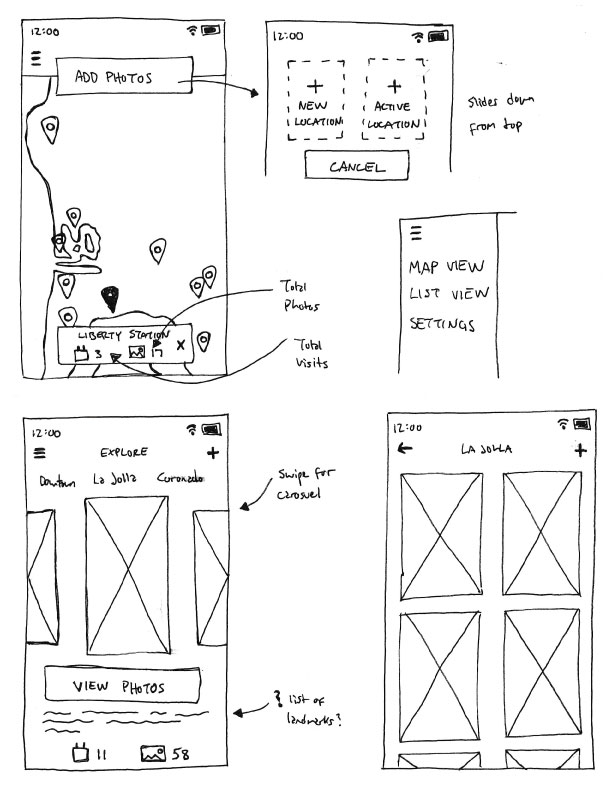 12:00
ADD PHOTOS
LIBERTY STATION
3 17 X
Total
Photos
Total
Visits
12:00
+ +
NEW
LOCATION
ACTIVE
LOCATION
CANCEL
Slides down
from top
MAP VIEW
LIST VIEW
SETTINGS
12:00
EXPLORE +
Downtown La Jolla Coronado
Swipe for
carosuel
VIEW PHOTOS
? list of
landmarks?
11 58
12:00
LA JOLLA +